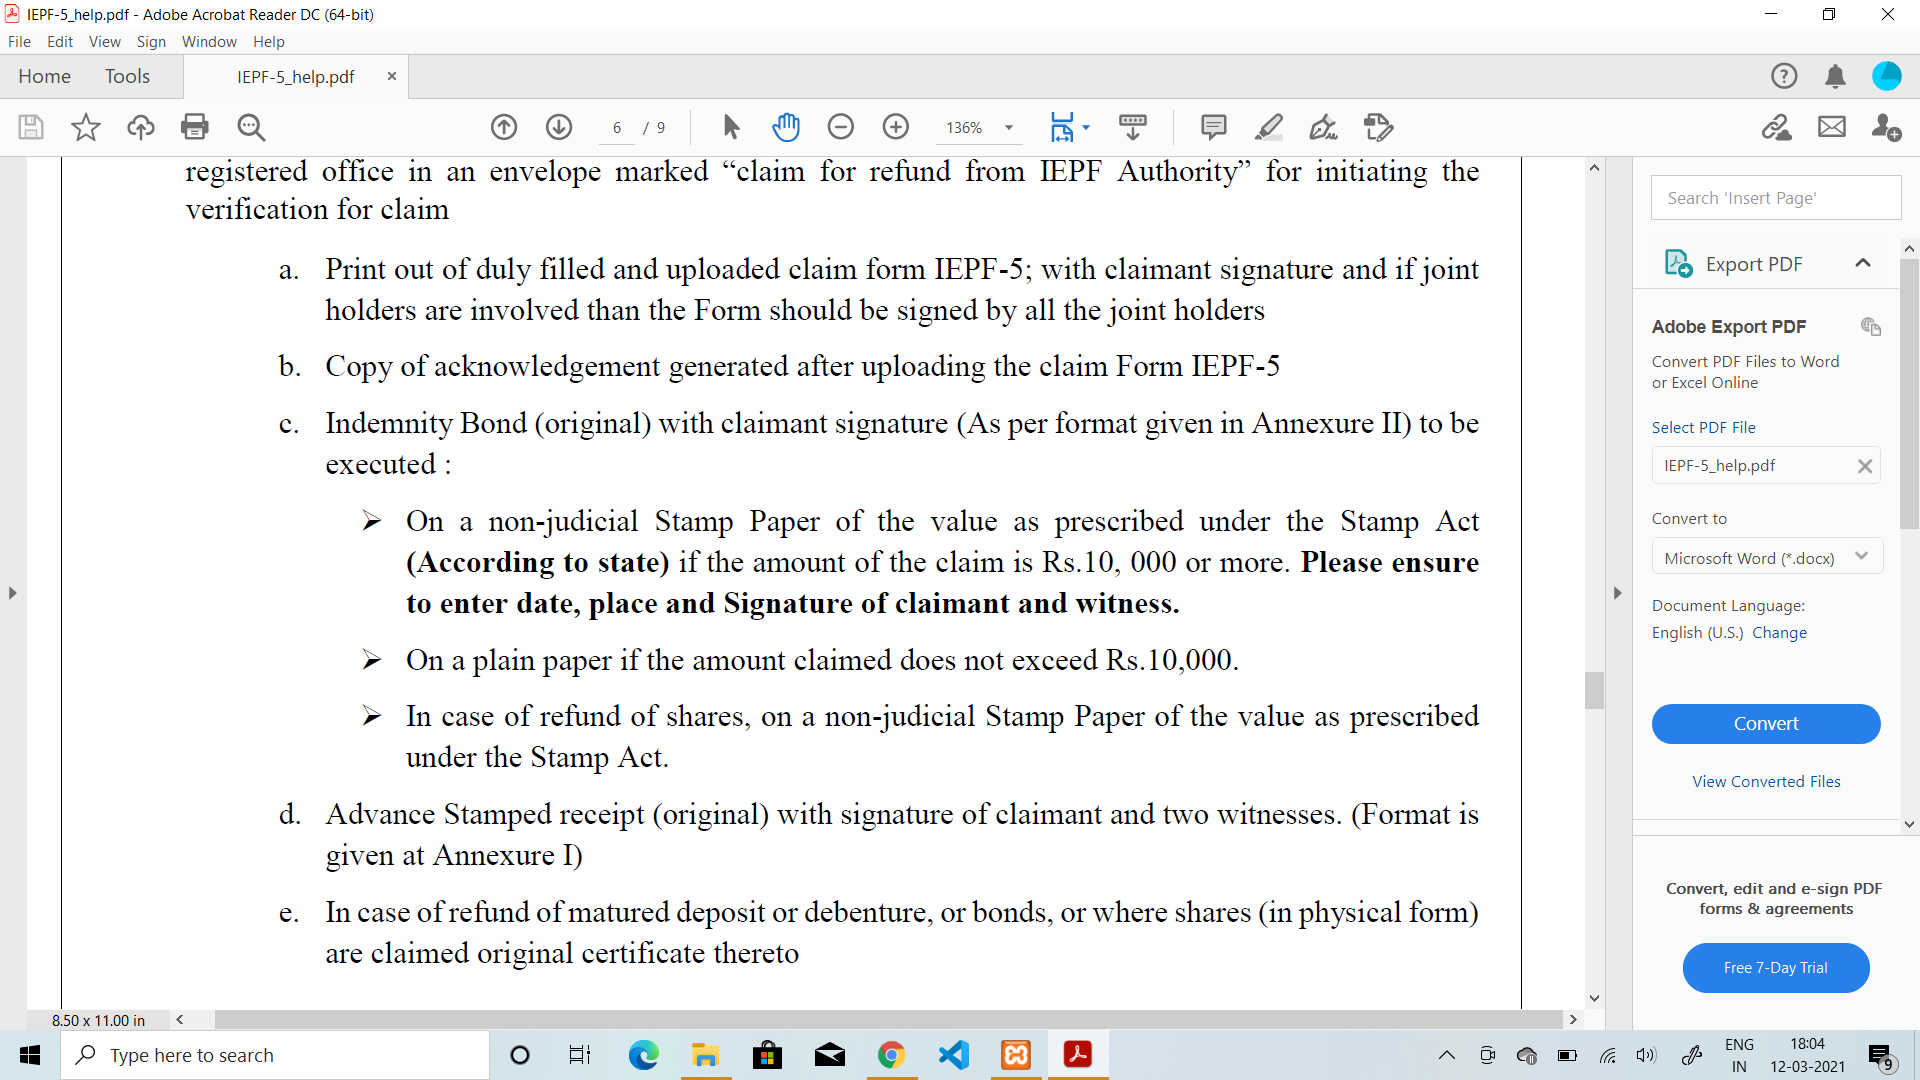 IEPF-5_help.pdf - Adobe Acrobat Reader DC (64-bit)
File Edit View Sign Window Help
Home Tools IEPF-5_help.pdf ×
6 / 9 136%
registered office in an envelope marked “claim for refund from IEPF Authority” for initiating the
verification for claim
a. Print out of duly filled and uploaded claim form IEPF-5; with claimant signature and if joint
holders are involved than the Form should be signed by all the joint holders
b. Copy of acknowledgement generated after uploading the claim Form IEPF-5
c. Indemnity Bond (original) with claimant signature (As per format given in Annexure II) to be
executed :
➢ On a non-judicial Stamp Paper of the value as prescribed under the Stamp Act
(According to state) if the amount of the claim is Rs.10, 000 or more. Please ensure
to enter date, place and Signature of claimant and witness.
➢ On a plain paper if the amount claimed does not exceed Rs.10,000.
➢ In case of refund of shares, on a non-judicial Stamp Paper of the value as prescribed
under the Stamp Act.
d. Advance Stamped receipt (original) with signature of claimant and two witnesses. (Format is
given at Annexure I)
e. In case of refund of matured deposit or debenture, or bonds, or where shares (in physical form)
are claimed original certificate thereto
8.50 x 11.00 in
Search 'Insert Page'
Export PDF
Adobe Export PDF
Convert PDF Files to Word
or Excel Online
Select PDF File
IEPF-5_help.pdf
Convert to
Microsoft Word (*.docx)
Document Language:
English (U.S.) Change
Convert
View Converted Files
Convert, edit and e-sign PDF
forms & agreements
Free 7-Day Trial
Type here to search
ENG
IN
18:04
12-03-2021
9